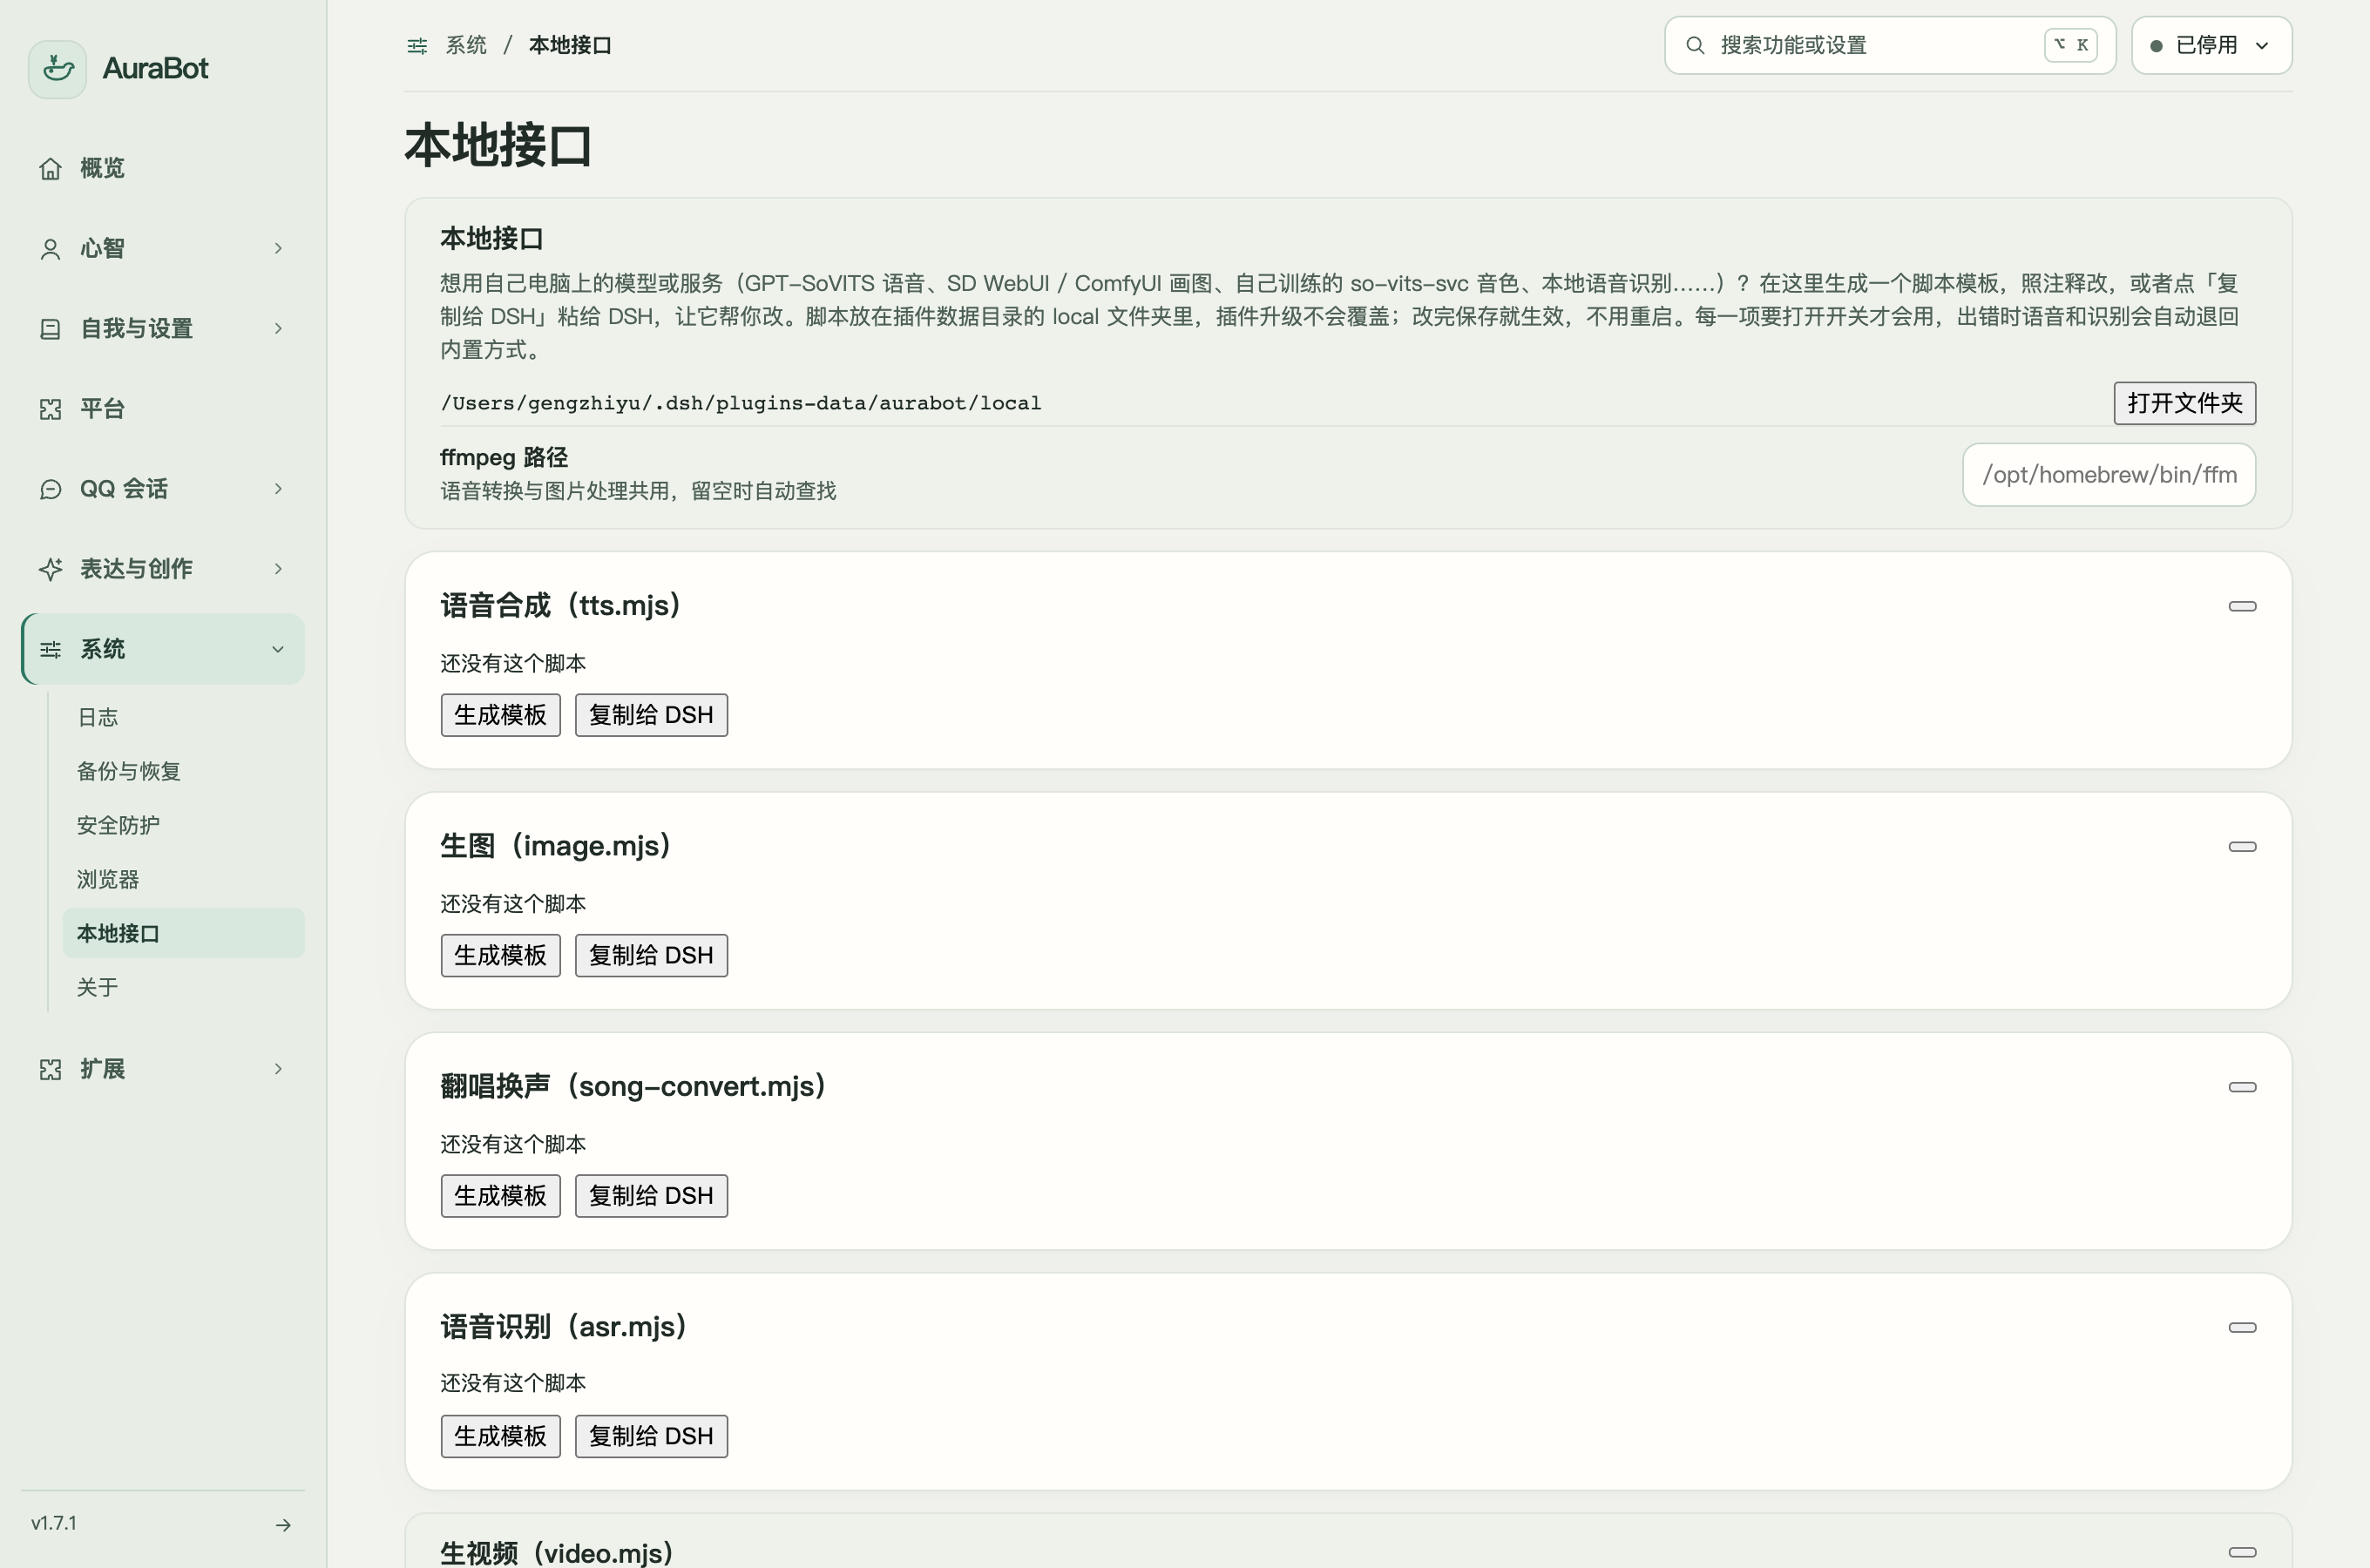 AuraBot
概览
心智
自我与设置
平台
QQ 会话
表达与创作
系统
日志
备份与恢复
安全防护
浏览器
本地接口
关于
扩展
v1.7.1
系统 / 本地接口
搜索功能或设置
⌥ K
已停用
本地接口
本地接口
想用自己电脑上的模型或服务（GPT-SoVITS 语音、SD WebUI / ComfyUI 画图、自己训练的 so-vits-svc 音色、本地语音识别……）？在这里生成一个脚本模板，照注释改，或者点「复
制给 DSH」粘给 DSH，让它帮你改。脚本放在插件数据目录的 local 文件夹里，插件升级不会覆盖；改完保存就生效，不用重启。每一项要打开开关才会用，出错时语音和识别会自动退回
内置方式。
/Users/gengzhiyu/.dsh/plugins-data/aurabot/local
打开文件夹
ffmpeg 路径
语音转换与图片处理共用，留空时自动查找
/opt/homebrew/bin/ffm
语音合成（tts.mjs）
还没有这个脚本
生成模板
复制给 DSH
生图（image.mjs）
还没有这个脚本
生成模板
复制给 DSH
翻唱换声（song-convert.mjs）
还没有这个脚本
生成模板
复制给 DSH
语音识别（asr.mjs）
还没有这个脚本
生成模板
复制给 DSH
生视频（video.mjs）